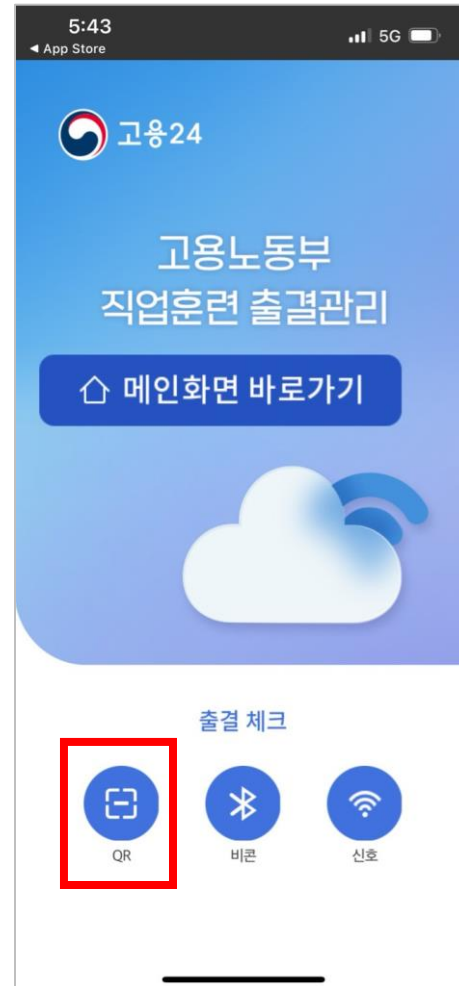 5:43
5G
◀ App Store
고용24
고용노동부
직업훈련 출결관리
메인화면 바로가기
출결 체크
QR
비콘
신호